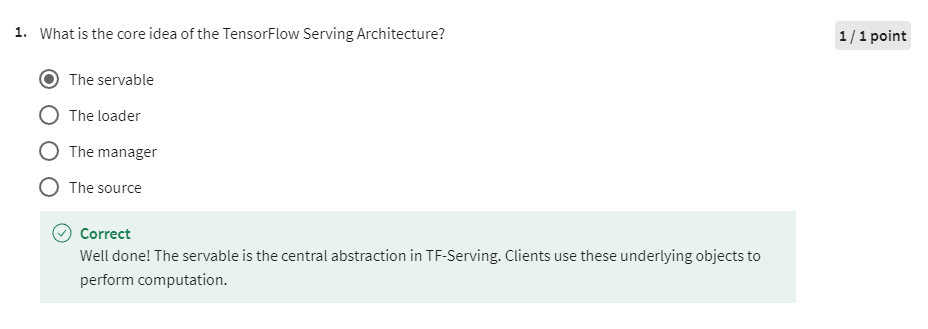 1. What is the core idea of the TensorFlow Serving Architecture?
1 / 1 point
The servable
The loader
The manager
The source
Correct
Well done! The servable is the central abstraction in TF-Serving. Clients use these underlying objects to
perform computation.